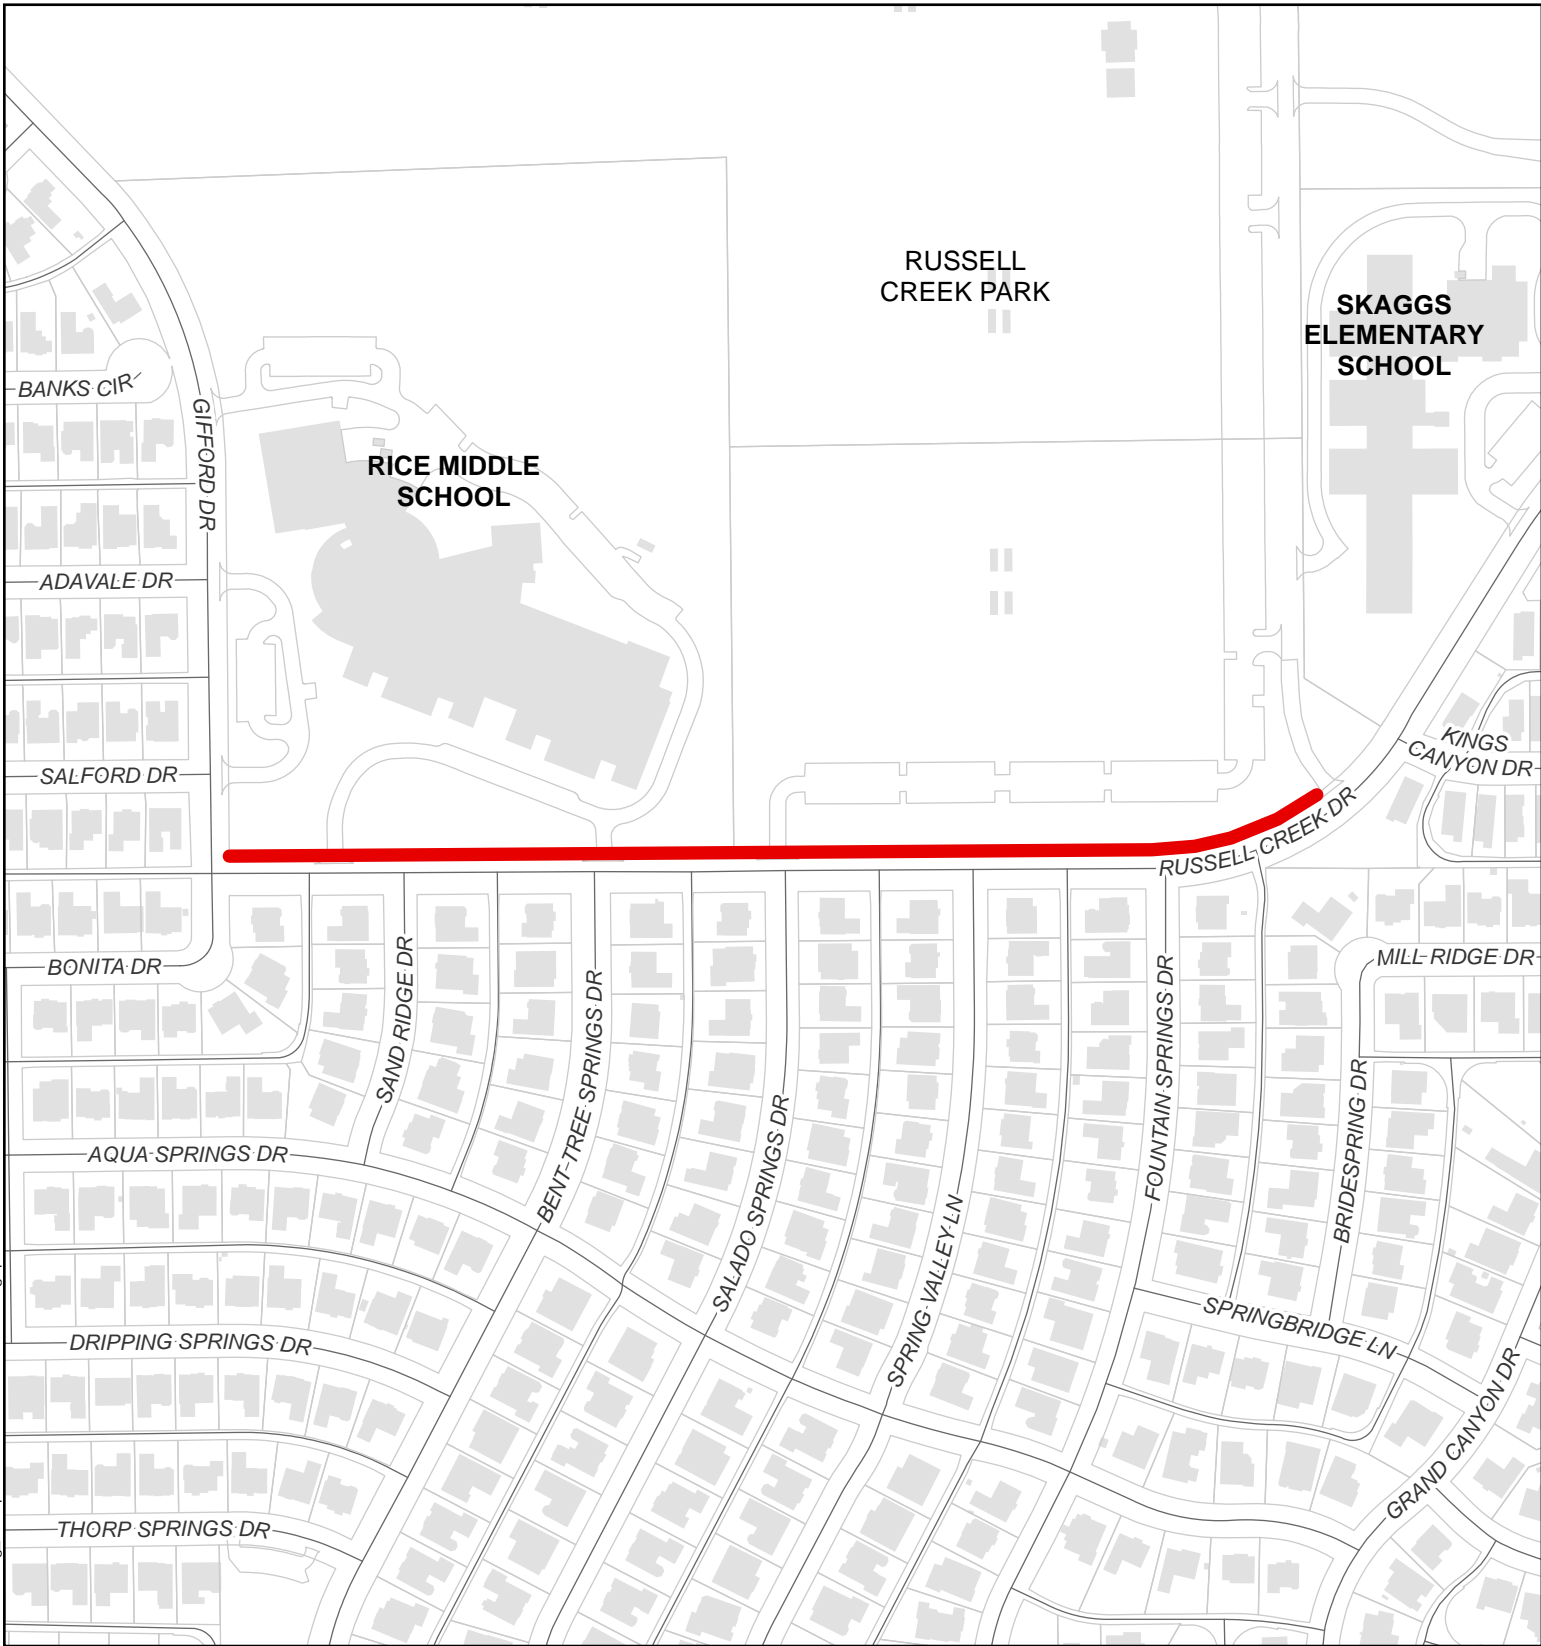 RUSSELL
CREEK PARK
SKAGGS
ELEMENTARY
SCHOOL
BANKS CIR
GIFFORD DR
RICE MIDDLE
SCHOOL
ADAVALE DR
SALFORD DR
KINGS
CANYON DR
RUSSELL CREEK DR
BONITA DR
MILL RIDGE DR
SAND RIDGE DR
BENT TREE SPRINGS DR
FOUNTAIN SPRINGS DR
BRIDESPRING DR
AQUA SPRINGS DR
SALADO SPRINGS DR
SPRING VALLEY LN
SPRINGBRIDGE LN
DRIPPING SPRINGS DR
GRAND CANYON DR
THORP SPRINGS DR